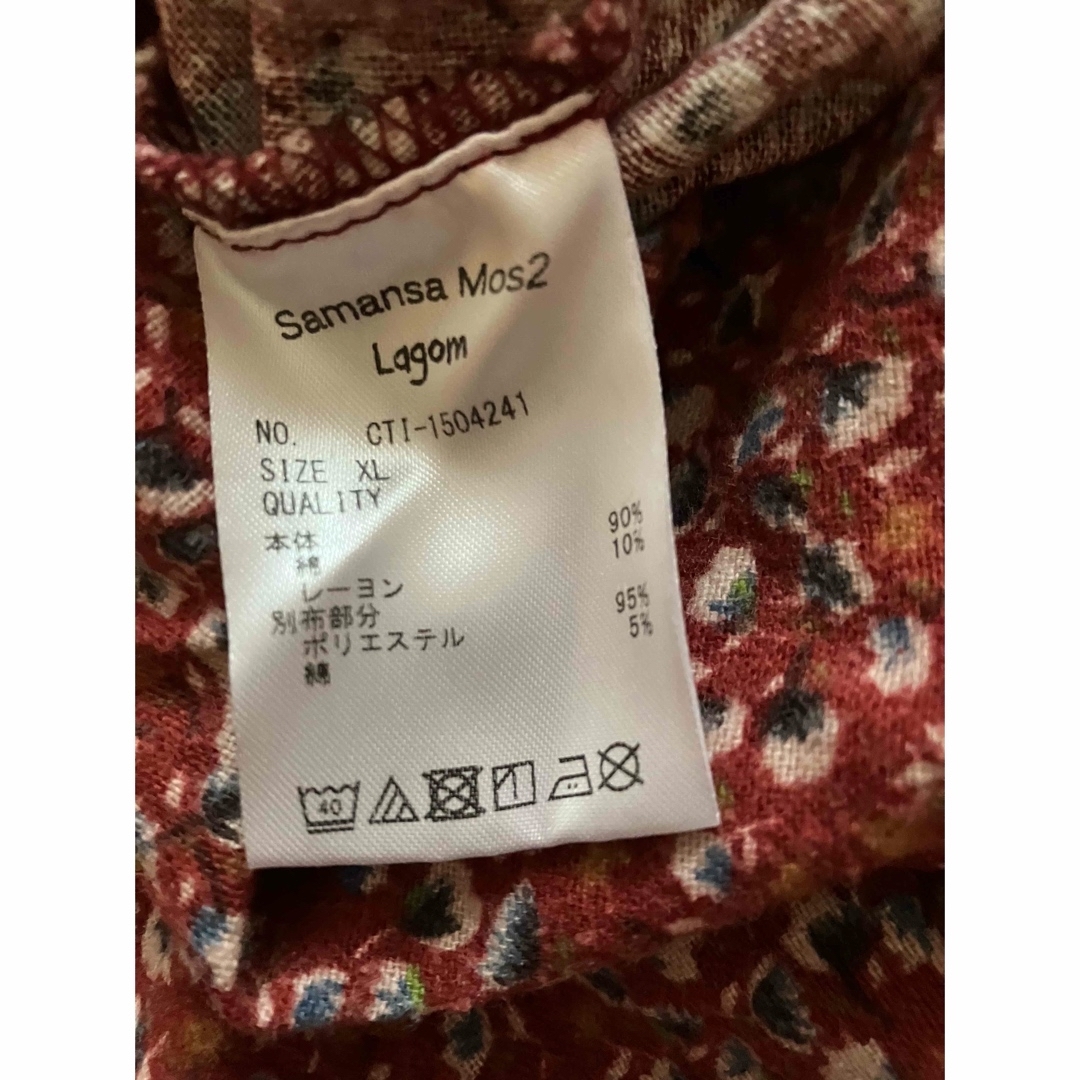 Samansa Mos2
Lagom
NO. CTI-1504241
SIZE XL
QUALITY
本体
綿 90%
レーヨン 10%
別布部分
ポリエステル 95%
綿 5%
40